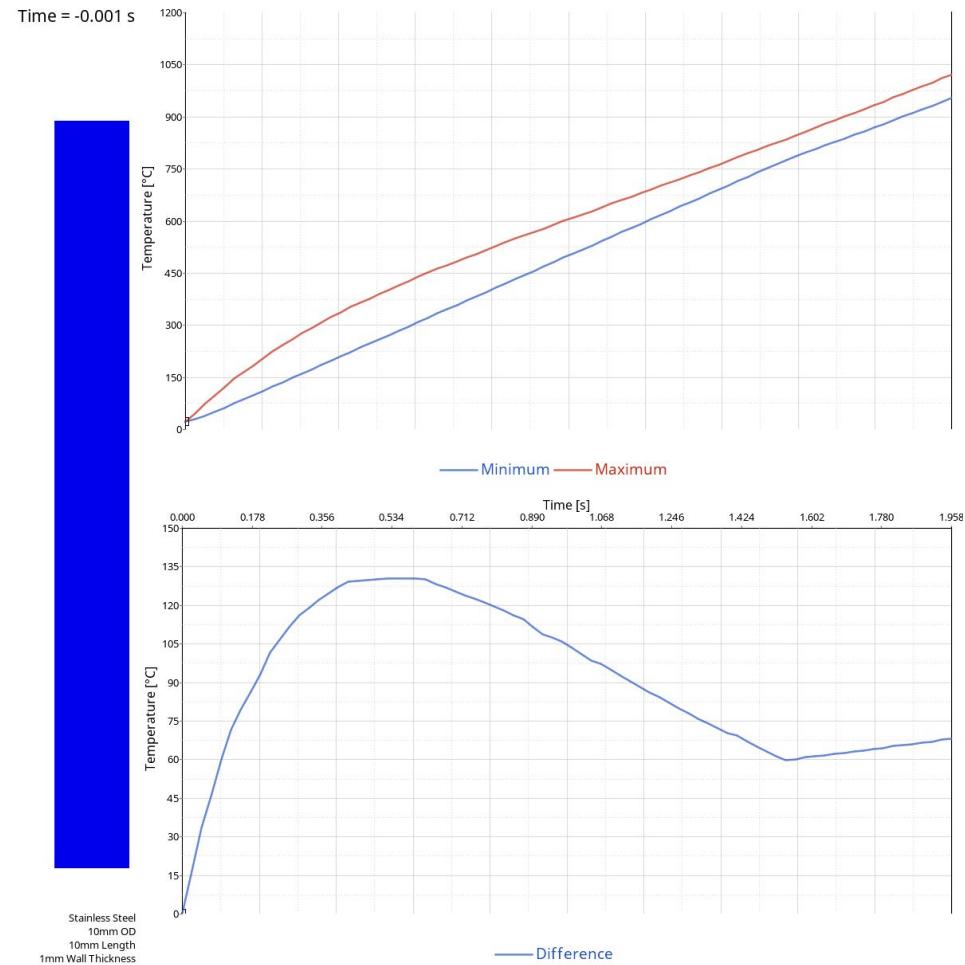 Time = -0.001 s
1200
1050
900
750
600
450
300
150
0
Temperature [°C]
Minimum
Maximum
Time [s]
0.000
0.178
0.356
0.534
0.712
0.890
1.068
1.246
1.424
1.602
1.780
1.958
150
135
120
105
90
75
60
45
30
15
0
Temperature [°C]
Difference
Stainless Steel
10mm OD
10mm Length
1mm Wall Thickness